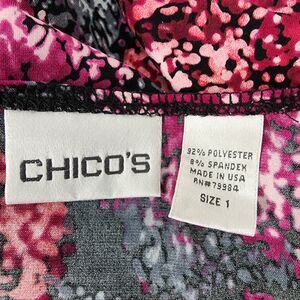 CHICO'S
92% POLYESTER
8% SPANDEX
MADE IN USA
RN#79984
SIZE 1